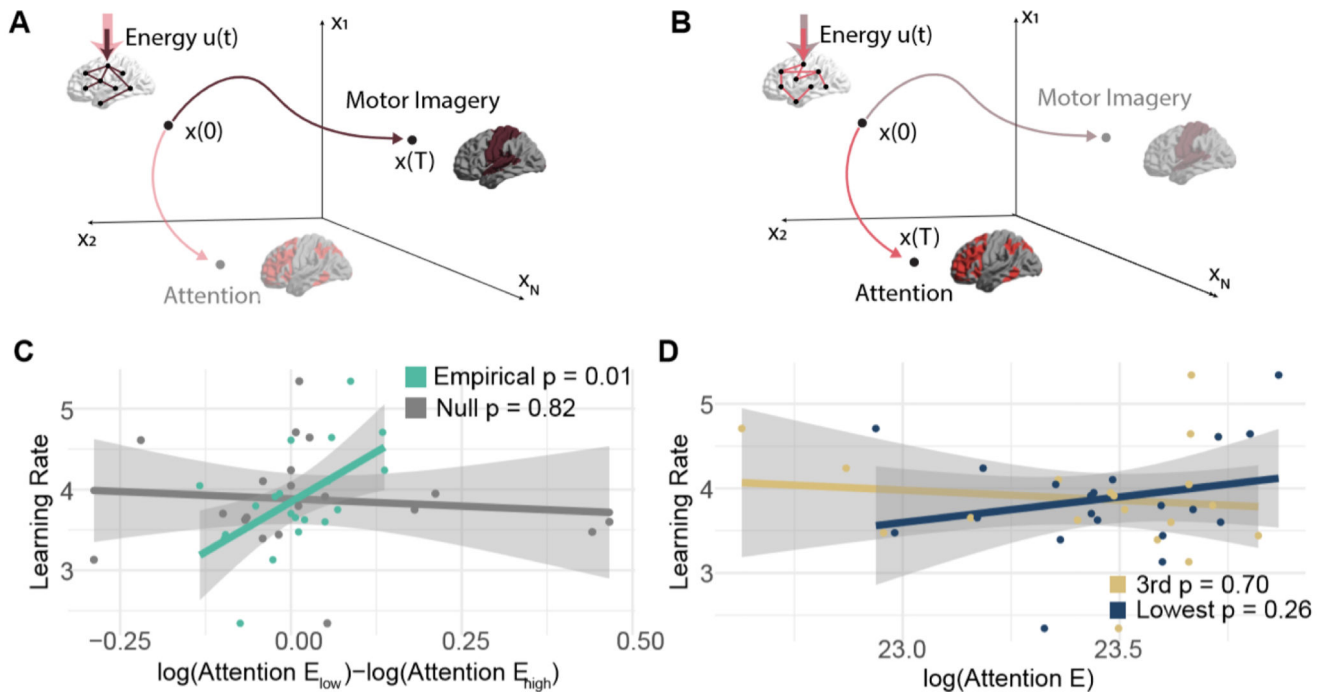 A
Energy u(t)
x(0)
x₁
Motor Imagery
x(T)
x₂
x_N
Attention
B
Energy u(t)
x(0)
x₁
Motor Imagery
x₂
x(T)
x_N
Attention
C
Empirical p = 0.01
Null p = 0.82
Learning Rate
5
4
3
−0.25
0.00
0.25
0.50
log(Attention E_low)−log(Attention E_high)
D
Learning Rate
5
4
3
3rd p = 0.70
Lowest p = 0.26
23.0
23.5
log(Attention E)